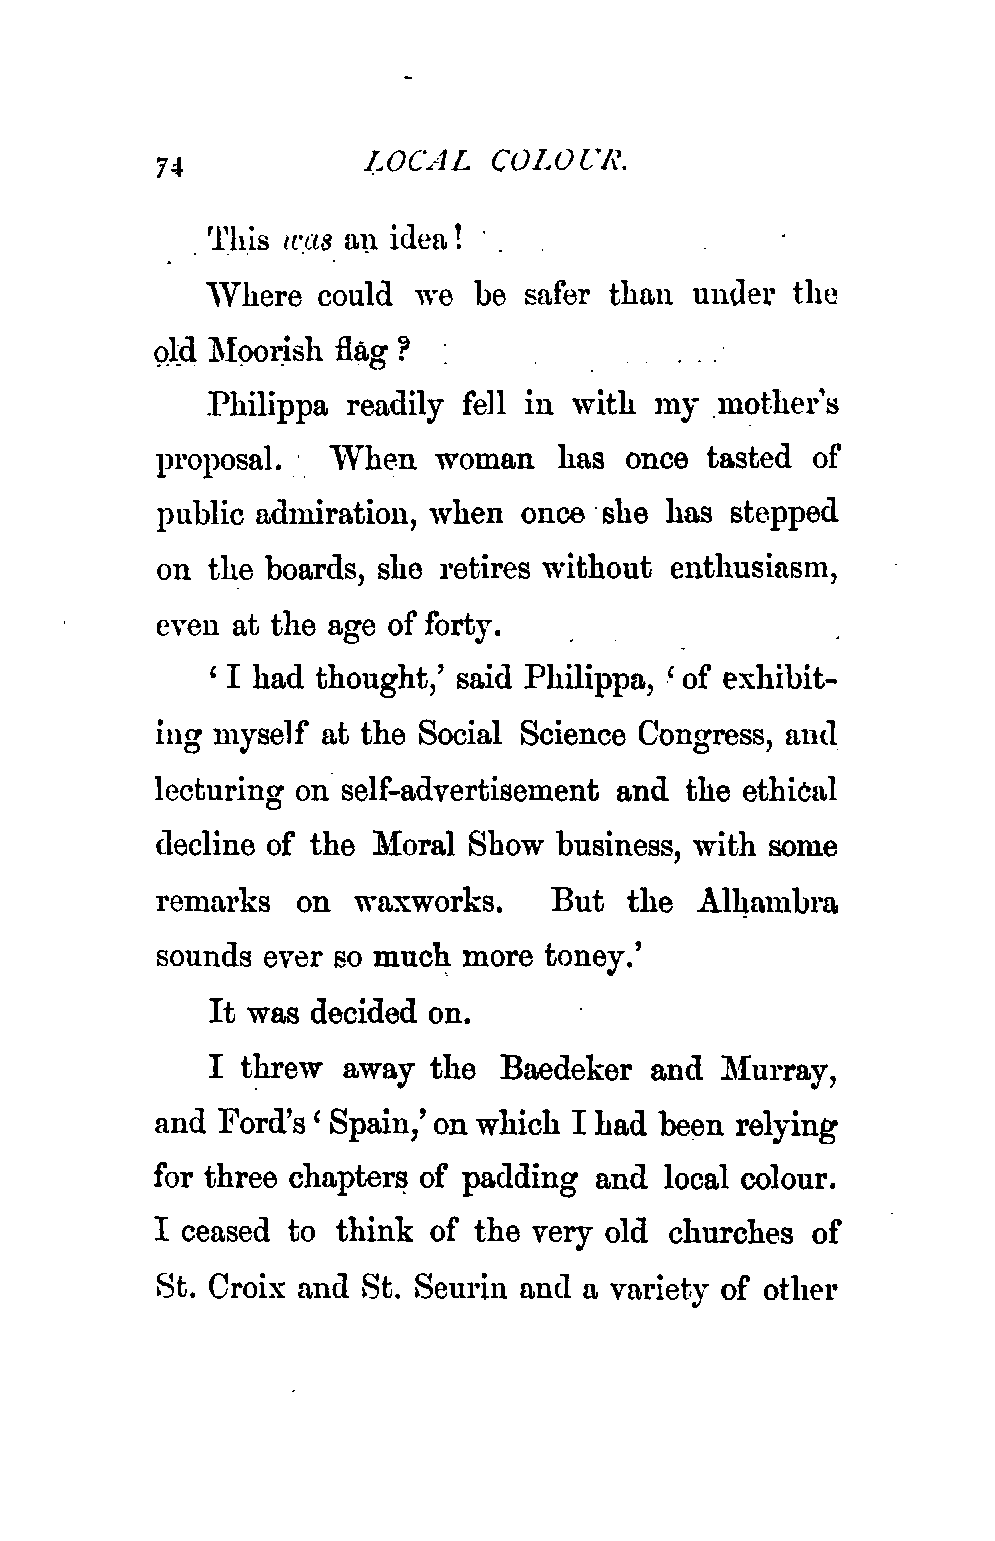 74 LOCAL COLOUR.
This was an idea!
Where could we be safer than under the
old Moorish flag?
Philippa readily fell in with my mother's
proposal. When woman has once tasted of
public admiration, when once she has stepped
on the boards, she retires without enthusiasm,
even at the age of forty.
‘I had thought,’ said Philippa, ‘of exhibit-
ing myself at the Social Science Congress, and
lecturing on self-advertisement and the ethical
decline of the Moral Show business, with some
remarks on waxworks. But the Alhambra
sounds ever so much more toney.’
It was decided on.
I threw away the Baedeker and Murray,
and Ford's ‘Spain,’ on which I had been relying
for three chapters of padding and local colour.
I ceased to think of the very old churches of
St. Croix and St. Seurin and a variety of other